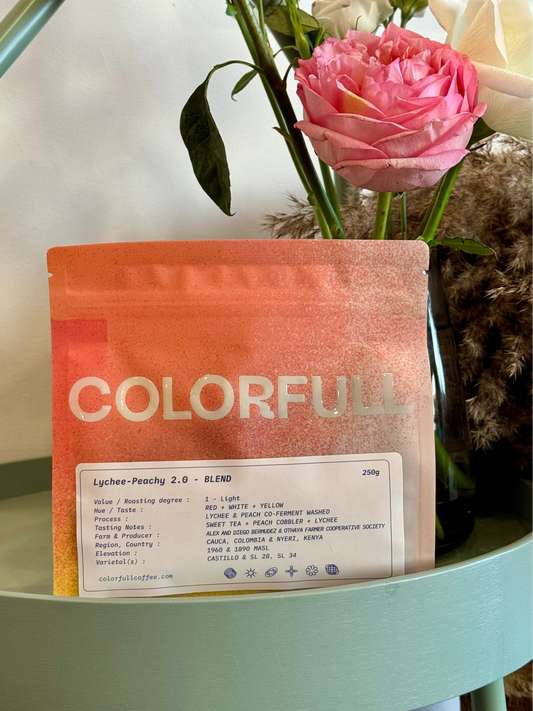 COLORFULL
Lychee-Peachy 2.0 - BLEND 250g
Value / Roasting degree : 1 - Light
Hue / Taste : RED + WHITE + YELLOW
Process : LYCHEE & PEACH CO-FERMENT WASHED
Tasting Notes : SWEET TEA + PEACH COBBLER + LYCHEE
Farm & Producer : ALEX AND DIEGO BERMUDEZ & OTHAYA FARMER COOPERATIVE SOCIETY
Region, Country : CAUCA, COLOMBIA & NYERI, KENYA
Elevation : 1960 & 1890 MASL
Varietal(s) : CASTILLO & SL 28, SL 34
colorfullcoffee.com